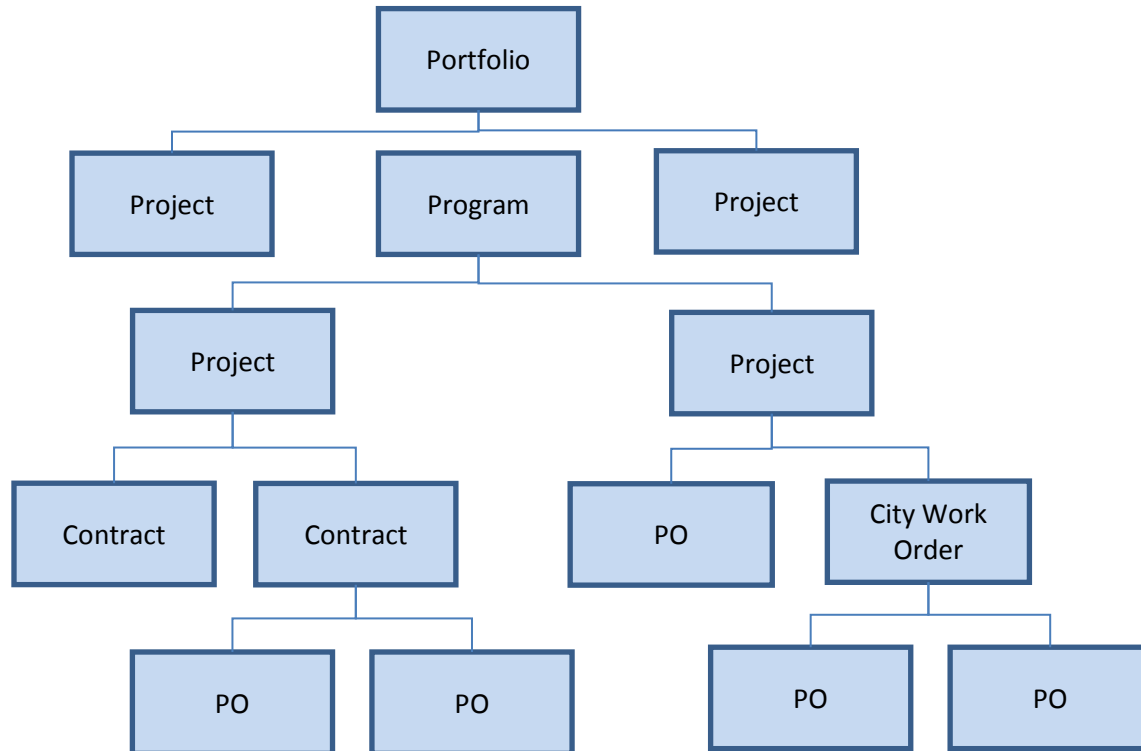 Portfolio
Project
Program
Project
Project
Project
Contract
Contract
PO
City Work
Order
PO
PO
PO
PO